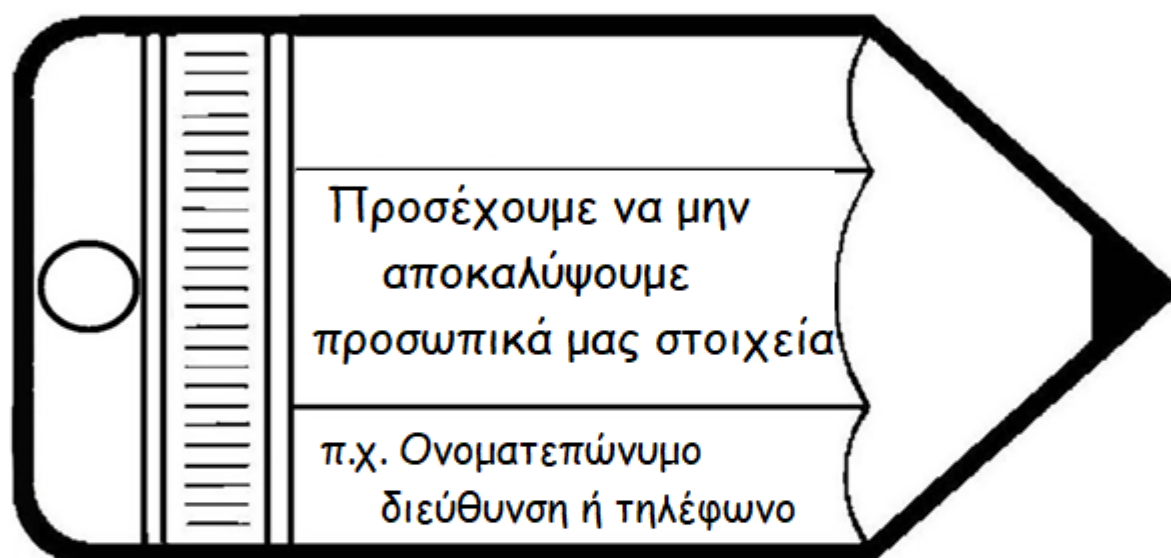 Προσέχουμε να μην
αποκαλύψουμε
προσωπικά μας στοιχεία
π.χ. Ονοματεπώνυμο
διεύθυνση ή τηλέφωνο